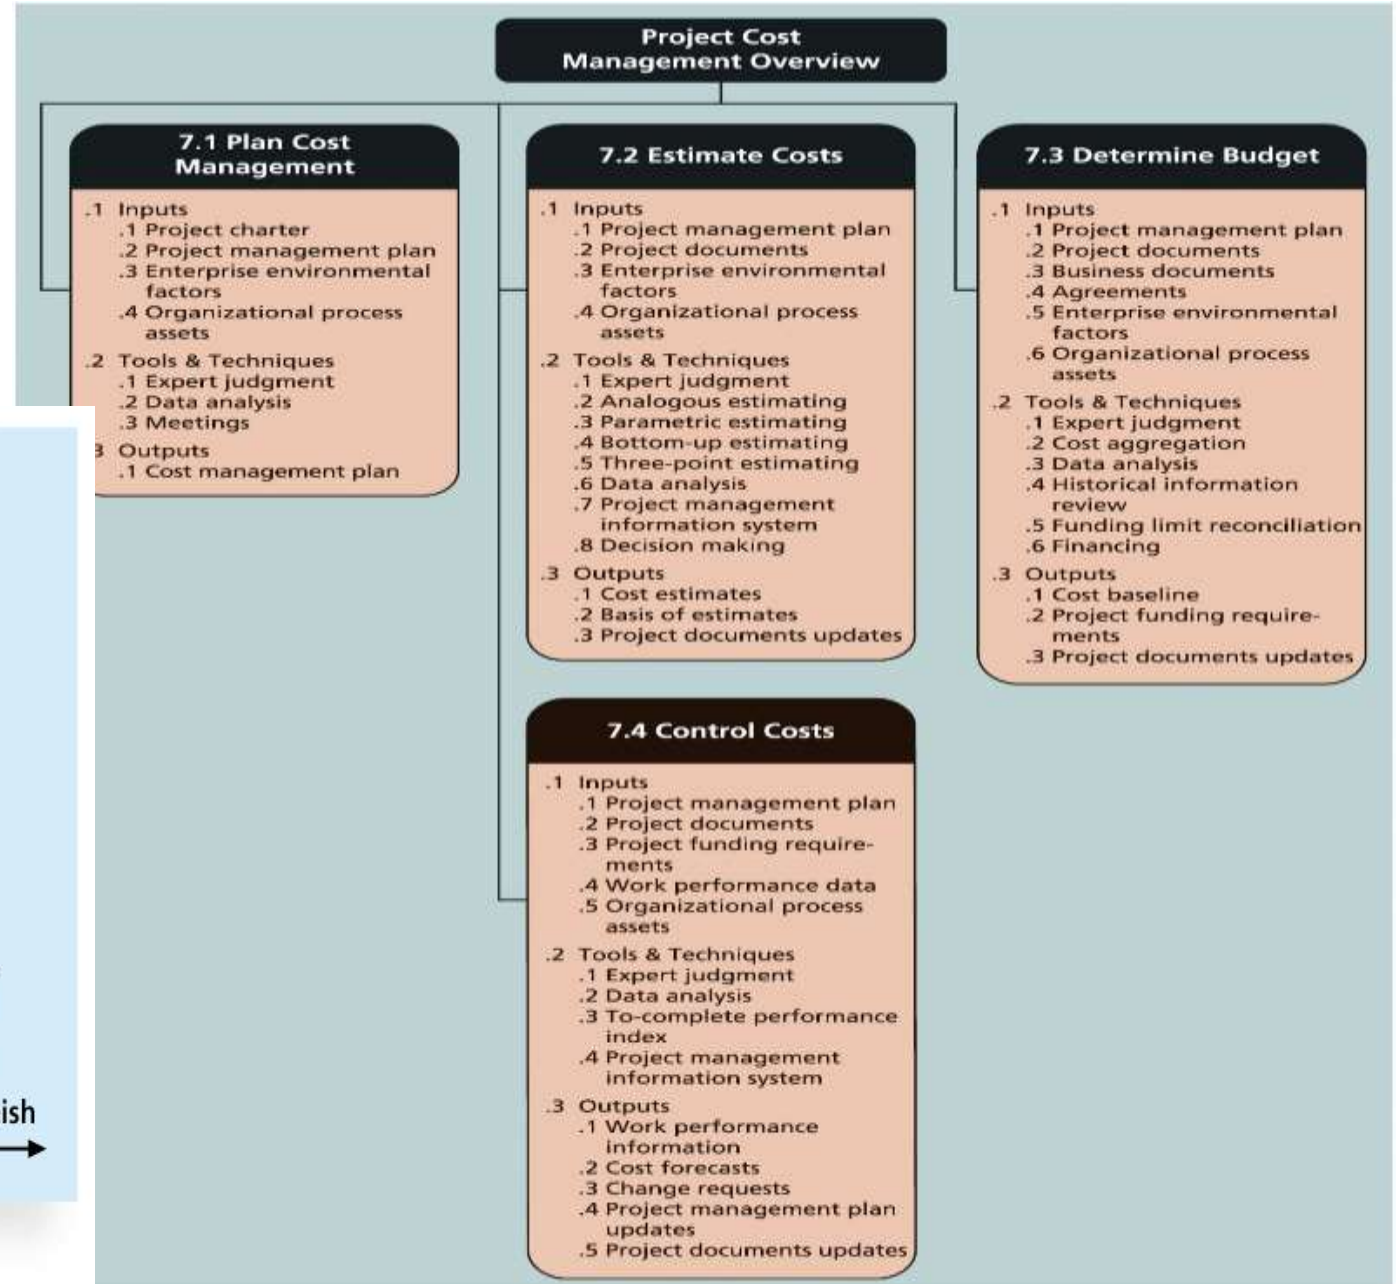 Project Cost
Management Overview
7.1 Plan Cost
Management
.1 Inputs
.1 Project charter
.2 Project management plan
.3 Enterprise environmental
factors
.4 Organizational process
assets
.2 Tools & Techniques
.1 Expert judgment
.2 Data analysis
.3 Meetings
3 Outputs
.1 Cost management plan
7.2 Estimate Costs
.1 Inputs
.1 Project management plan
.2 Project documents
.3 Enterprise environmental
factors
.4 Organizational process
assets
.2 Tools & Techniques
.1 Expert judgment
.2 Analogous estimating
.3 Parametric estimating
.4 Bottom-up estimating
.5 Three-point estimating
.6 Data analysis
.7 Project management
information system
.8 Decision making
.3 Outputs
.1 Cost estimates
.2 Basis of estimates
.3 Project documents updates
7.3 Determine Budget
.1 Inputs
.1 Project management plan
.2 Project documents
.3 Business documents
.4 Agreements
.5 Enterprise environmental
factors
.6 Organizational process
assets
.2 Tools & Techniques
.1 Expert judgment
.2 Cost aggregation
.3 Data analysis
.4 Historical information
review
.5 Funding limit reconciliation
.6 Financing
.3 Outputs
.1 Cost baseline
.2 Project funding require-
ments
.3 Project documents updates
7.4 Control Costs
.1 Inputs
.1 Project management plan
.2 Project documents
.3 Project funding require-
ments
.4 Work performance data
.5 Organizational process
assets
.2 Tools & Techniques
.1 Expert judgment
.2 Data analysis
.3 To-complete performance
index
.4 Project management
information system
.3 Outputs
.1 Work performance
information
.2 Cost forecasts
.3 Change requests
.4 Project management plan
updates
.5 Project documents updates
ish